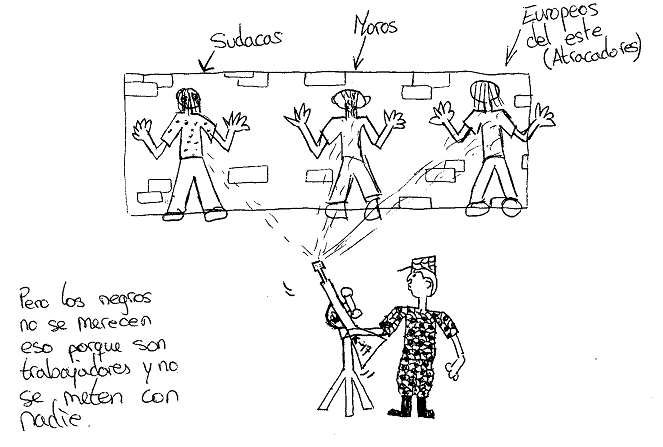 Sudacas
Moros
Europeos
del este
(Atracadores)
Pero los negros
no se merecen
eso porque son
trabajadores y no
se meten con
nadie.